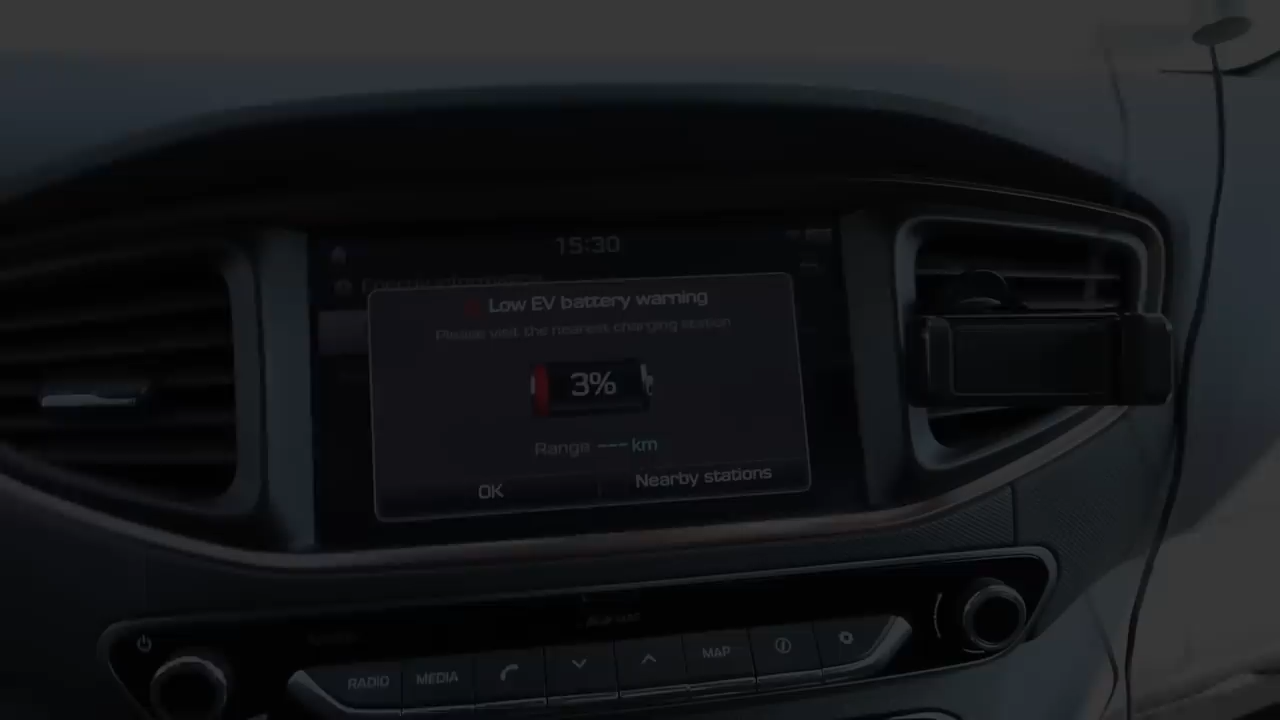 15:30
Low EV battery warning
Please visit the nearest charging station
3%
Range ---km
OK
Nearby stations
RADIO
MEDIA
MAP